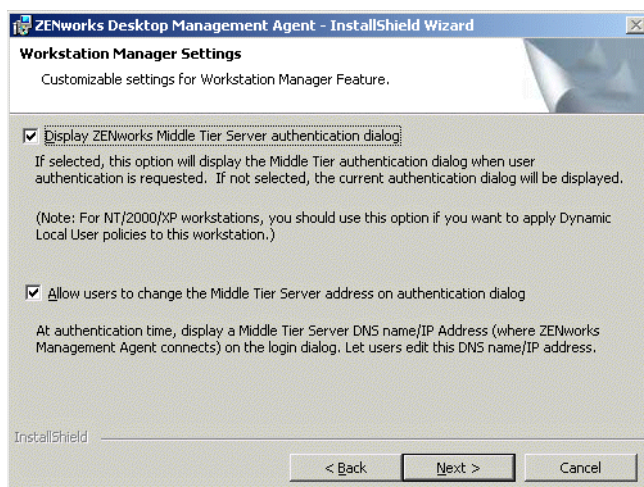 ZENworks Desktop Management Agent - InstallShield Wizard
Workstation Manager Settings
Customizable settings for Workstation Manager Feature.
Display ZENworks Middle Tier Server authentication dialog
If selected, this option will display the Middle Tier authentication dialog when user
authentication is requested. If not selected, the current authentication dialog will be displayed.
(Note: For NT/2000/XP workstations, you should use this option if you want to apply Dynamic
Local User policies to this workstation.)
Allow users to change the Middle Tier Server address on authentication dialog
At authentication time, display a Middle Tier Server DNS name/IP Address (where ZENworks
Management Agent connects) on the login dialog. Let users edit this DNS name/IP address.
InstallShield
< Back Next > Cancel